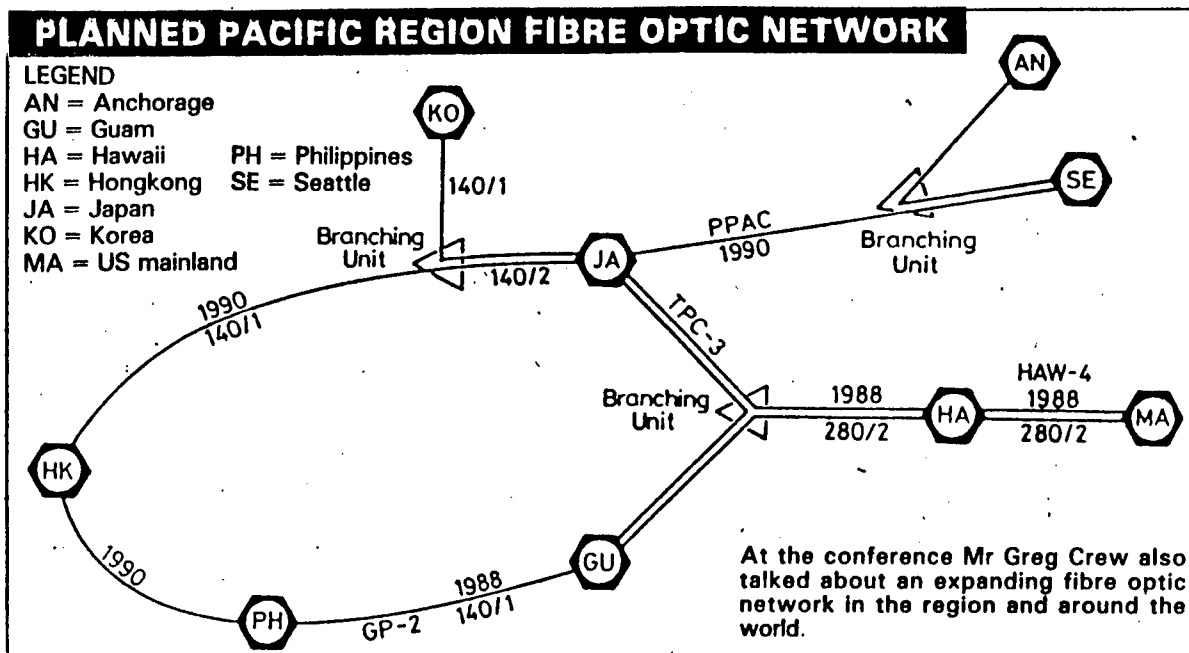 PLANNED PACIFIC REGION FIBRE OPTIC NETWORK
LEGEND
AN = Anchorage
GU = Guam
HA = Hawaii
PH = Philippines
HK = Hongkong
SE = Seattle
JA = Japan
KO = Korea
MA = US mainland
KO
140/1
Branching
Unit
140/2
JA
PPAC
1990
AN
SE
Branching
Unit
1990
140/1
TPC-3
Branching
Unit
1988
280/2
HA
HAW-4
1988
280/2
MA
HK
1990
PH
GP-2
1988
140/1
GU
At the conference Mr Greg Crew also
talked about an expanding fibre optic
network in the region and around the
world.